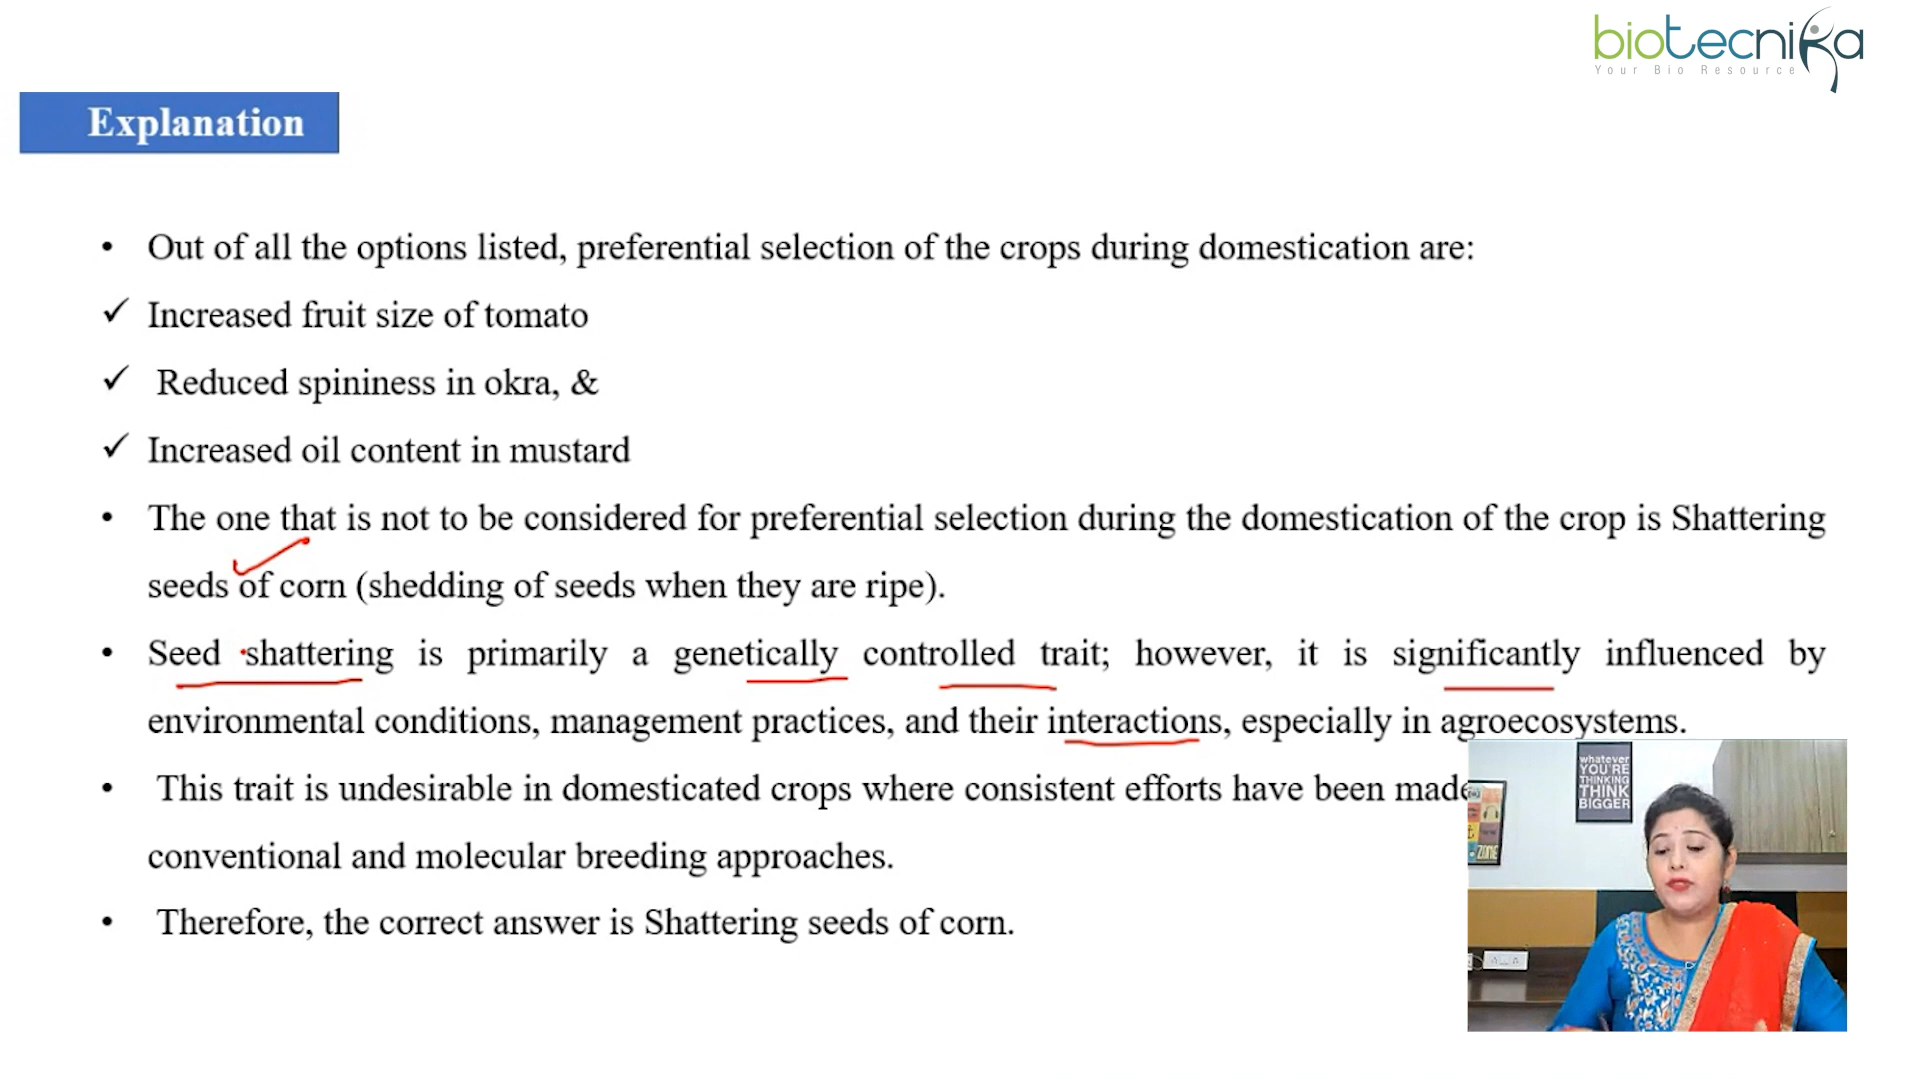 biotecnika
Your Bio Resource
Explanation
• Out of all the options listed, preferential selection of the crops during domestication are:
✓ Increased fruit size of tomato
✓ Reduced spininess in okra, &
✓ Increased oil content in mustard
• The one that is not to be considered for preferential selection during the domestication of the crop is Shattering
seeds of corn (shedding of seeds when they are ripe).
• Seed shattering is primarily a genetically controlled trait; however, it is significantly influenced by
environmental conditions, management practices, and their interactions, especially in agroecosystems.
• This trait is undesirable in domesticated crops where consistent efforts have been made
conventional and molecular breeding approaches.
• Therefore, the correct answer is Shattering seeds of corn.
whatever
YOU'RE
THINKING
THINK
BIGGER
ZONE